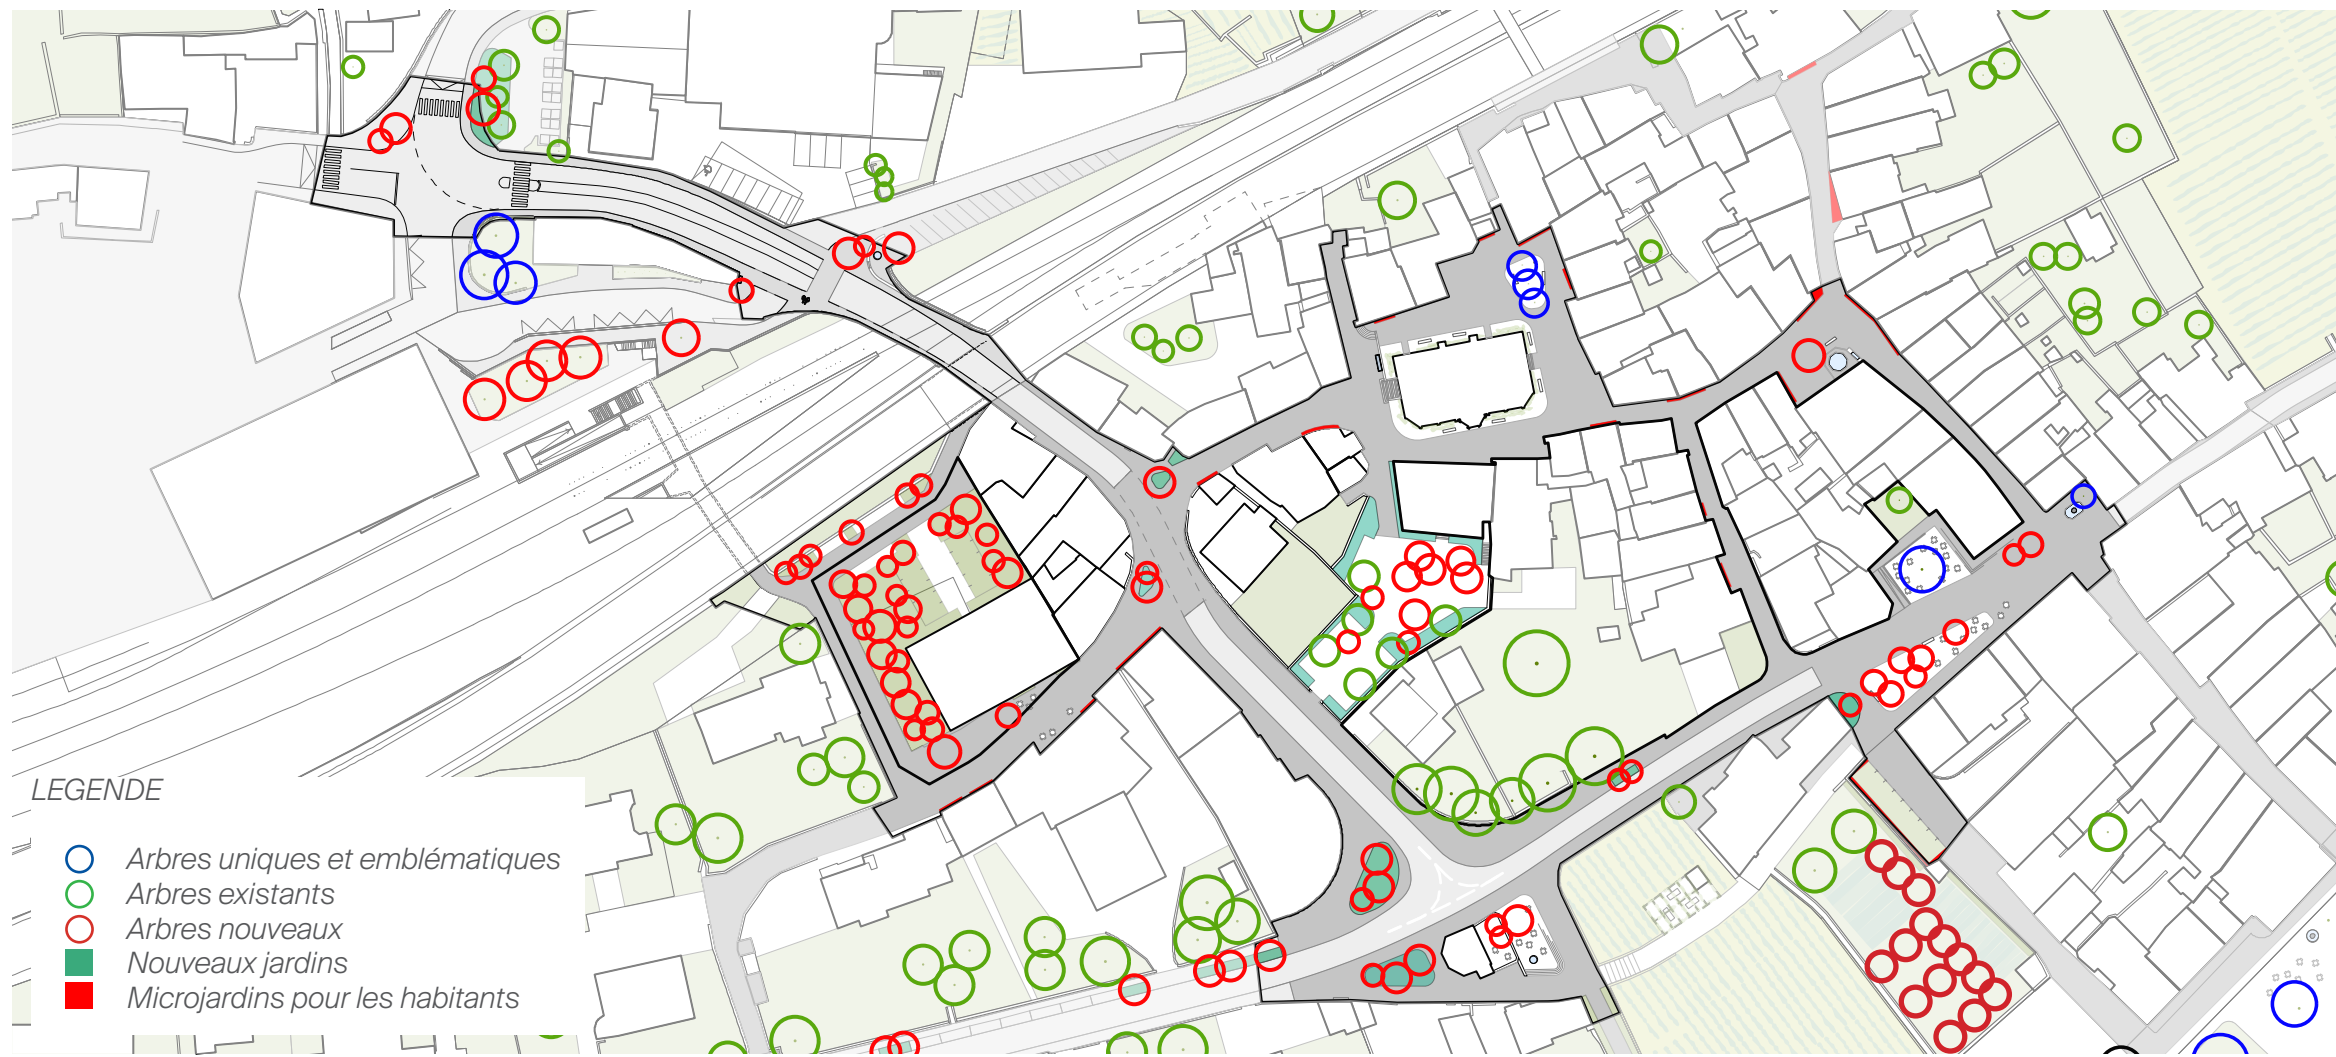 LEGENDE
Arbres uniques et emblématiques
Arbres existants
Arbres nouveaux
Nouveaux jardins
Microjardins pour les habitants